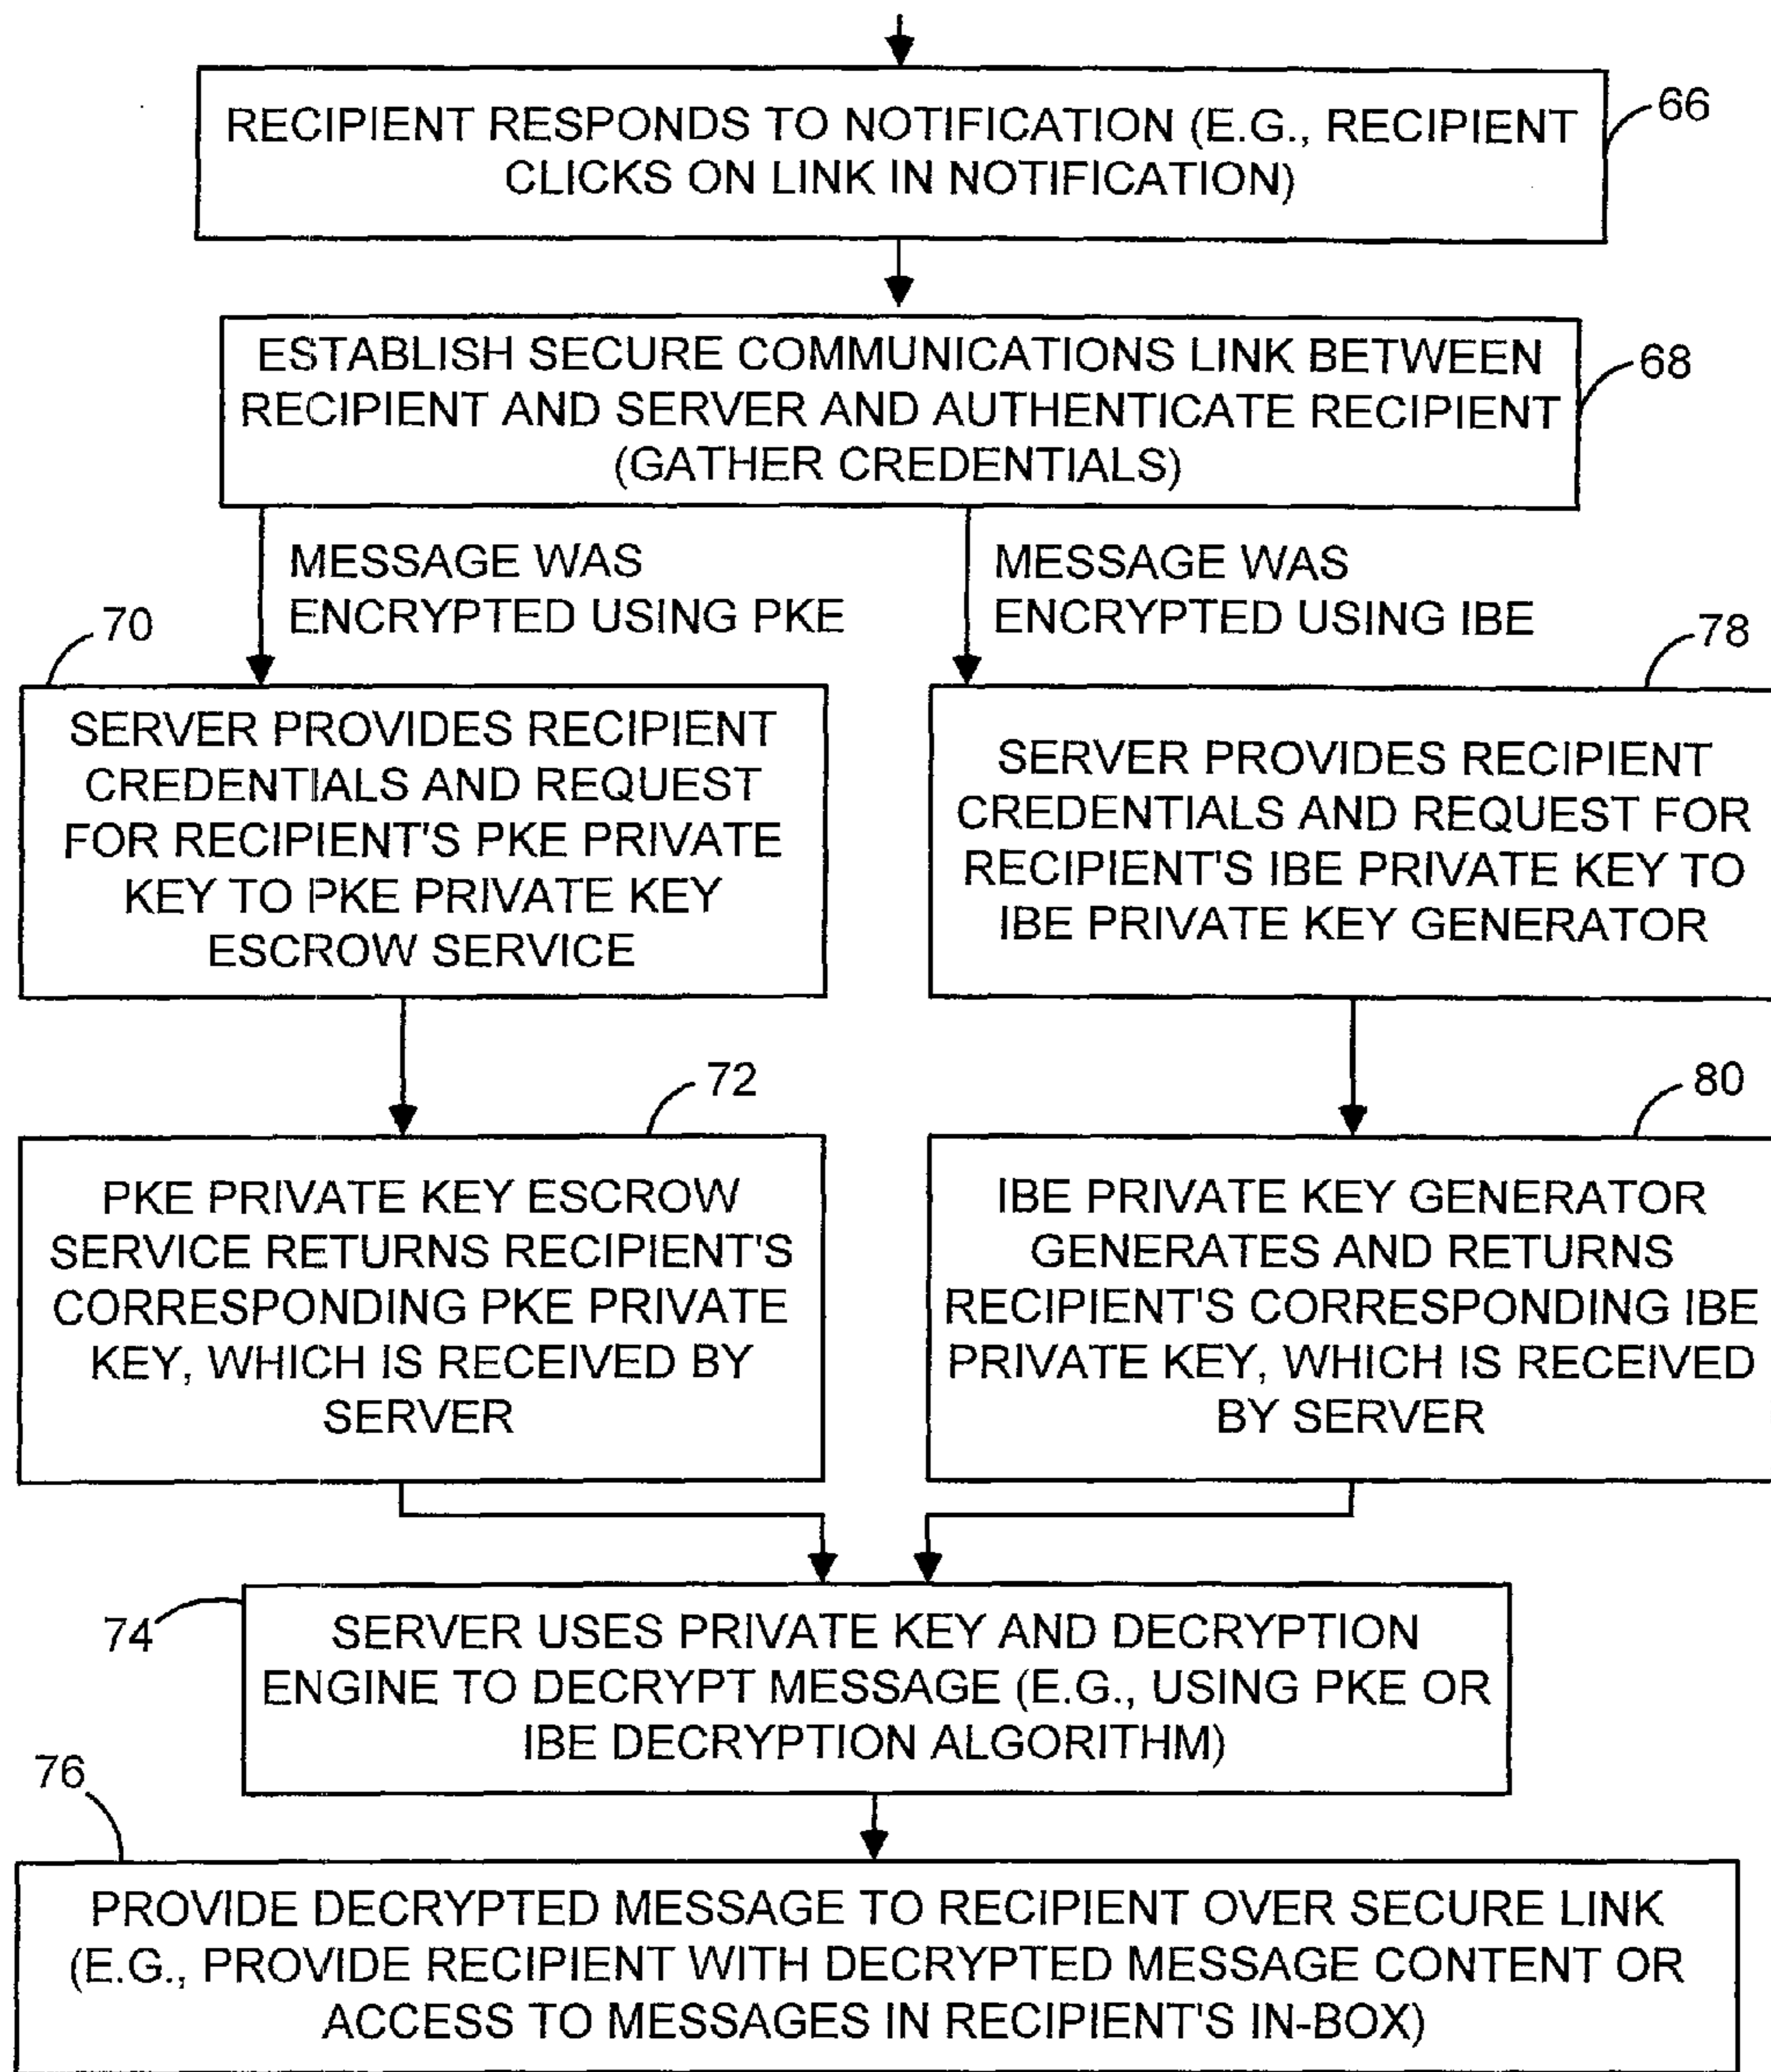 RECIPIENT RESPONDS TO NOTIFICATION (E.G., RECIPIENT
CLICKS ON LINK IN NOTIFICATION)
66
ESTABLISH SECURE COMMUNICATIONS LINK BETWEEN
RECIPIENT AND SERVER AND AUTHENTICATE RECIPIENT
(GATHER CREDENTIALS)
68
MESSAGE WAS
ENCRYPTED USING PKE
MESSAGE WAS
ENCRYPTED USING IBE
70
SERVER PROVIDES RECIPIENT
CREDENTIALS AND REQUEST
FOR RECIPIENT'S PKE PRIVATE
KEY TO PKE PRIVATE KEY
ESCROW SERVICE
78
SERVER PROVIDES RECIPIENT
CREDENTIALS AND REQUEST FOR
RECIPIENT'S IBE PRIVATE KEY TO
IBE PRIVATE KEY GENERATOR
72
PKE PRIVATE KEY ESCROW
SERVICE RETURNS RECIPIENT'S
CORRESPONDING PKE PRIVATE
KEY, WHICH IS RECEIVED BY
SERVER
80
IBE PRIVATE KEY GENERATOR
GENERATES AND RETURNS
RECIPIENT'S CORRESPONDING IBE
PRIVATE KEY, WHICH IS RECEIVED
BY SERVER
74
SERVER USES PRIVATE KEY AND DECRYPTION
ENGINE TO DECRYPT MESSAGE (E.G., USING PKE OR
IBE DECRYPTION ALGORITHM)
76
PROVIDE DECRYPTED MESSAGE TO RECIPIENT OVER SECURE LINK
(E.G., PROVIDE RECIPIENT WITH DECRYPTED MESSAGE CONTENT OR
ACCESS TO MESSAGES IN RECIPIENT'S IN-BOX)